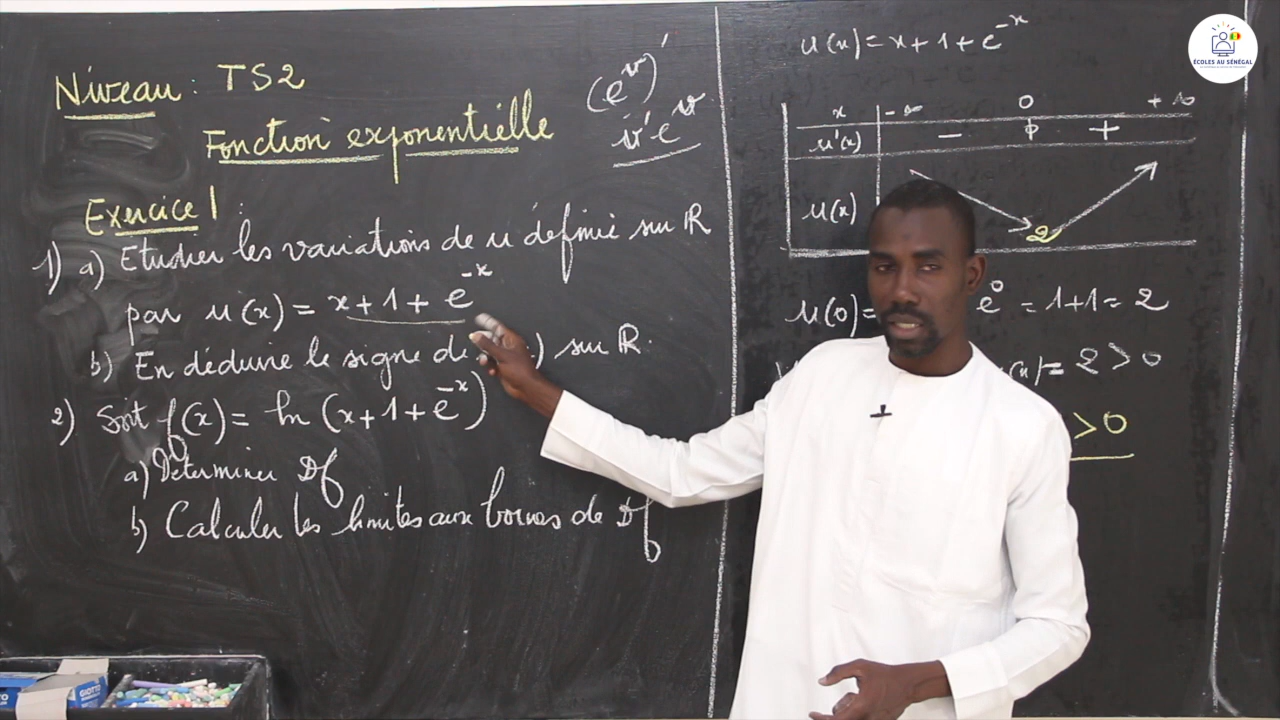 Niveau : TS2
Fonction exponentielle
(e^v)'
v'e^v
Exercice 1 :
1) a) Etudier les variations de u définie sur ℝ
par u(x) = x+1+e^-x
b) En déduire le signe de ) sur ℝ.
2) Soit f(x) = ln (x+1+e^-x)
a) Déterminer Df
b) Calculer les limites aux bornes de Df
u(x) = x+1+e^-x
x -∞ 0 +∞
u'(x) - 0 +
u(x) 2
u(0)= e^0 = 1+1 = 2
= 2 > 0
> 0
ÉCOLES AU SÉNÉGAL
GIOTTO